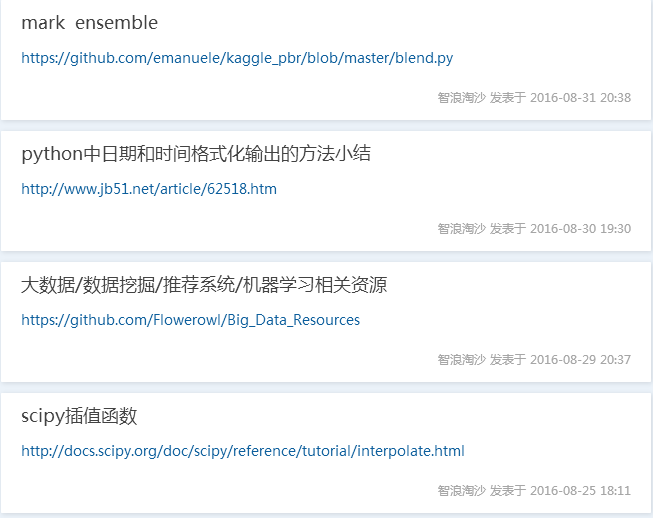 mark ensemble
https://github.com/emanuele/kaggle_pbr/blob/master/blend.py
智浪淘沙 发表于 2016-08-31 20:38
python中日期和时间格式化输出的方法小结
http://www.jb51.net/article/62518.htm
智浪淘沙 发表于 2016-08-30 19:30
大数据/数据挖掘/推荐系统/机器学习相关资源
https://github.com/Flowerowl/Big_Data_Resources
智浪淘沙 发表于 2016-08-29 20:37
scipy插值函数
http://docs.scipy.org/doc/scipy/reference/tutorial/interpolate.html
智浪淘沙 发表于 2016-08-25 18:11